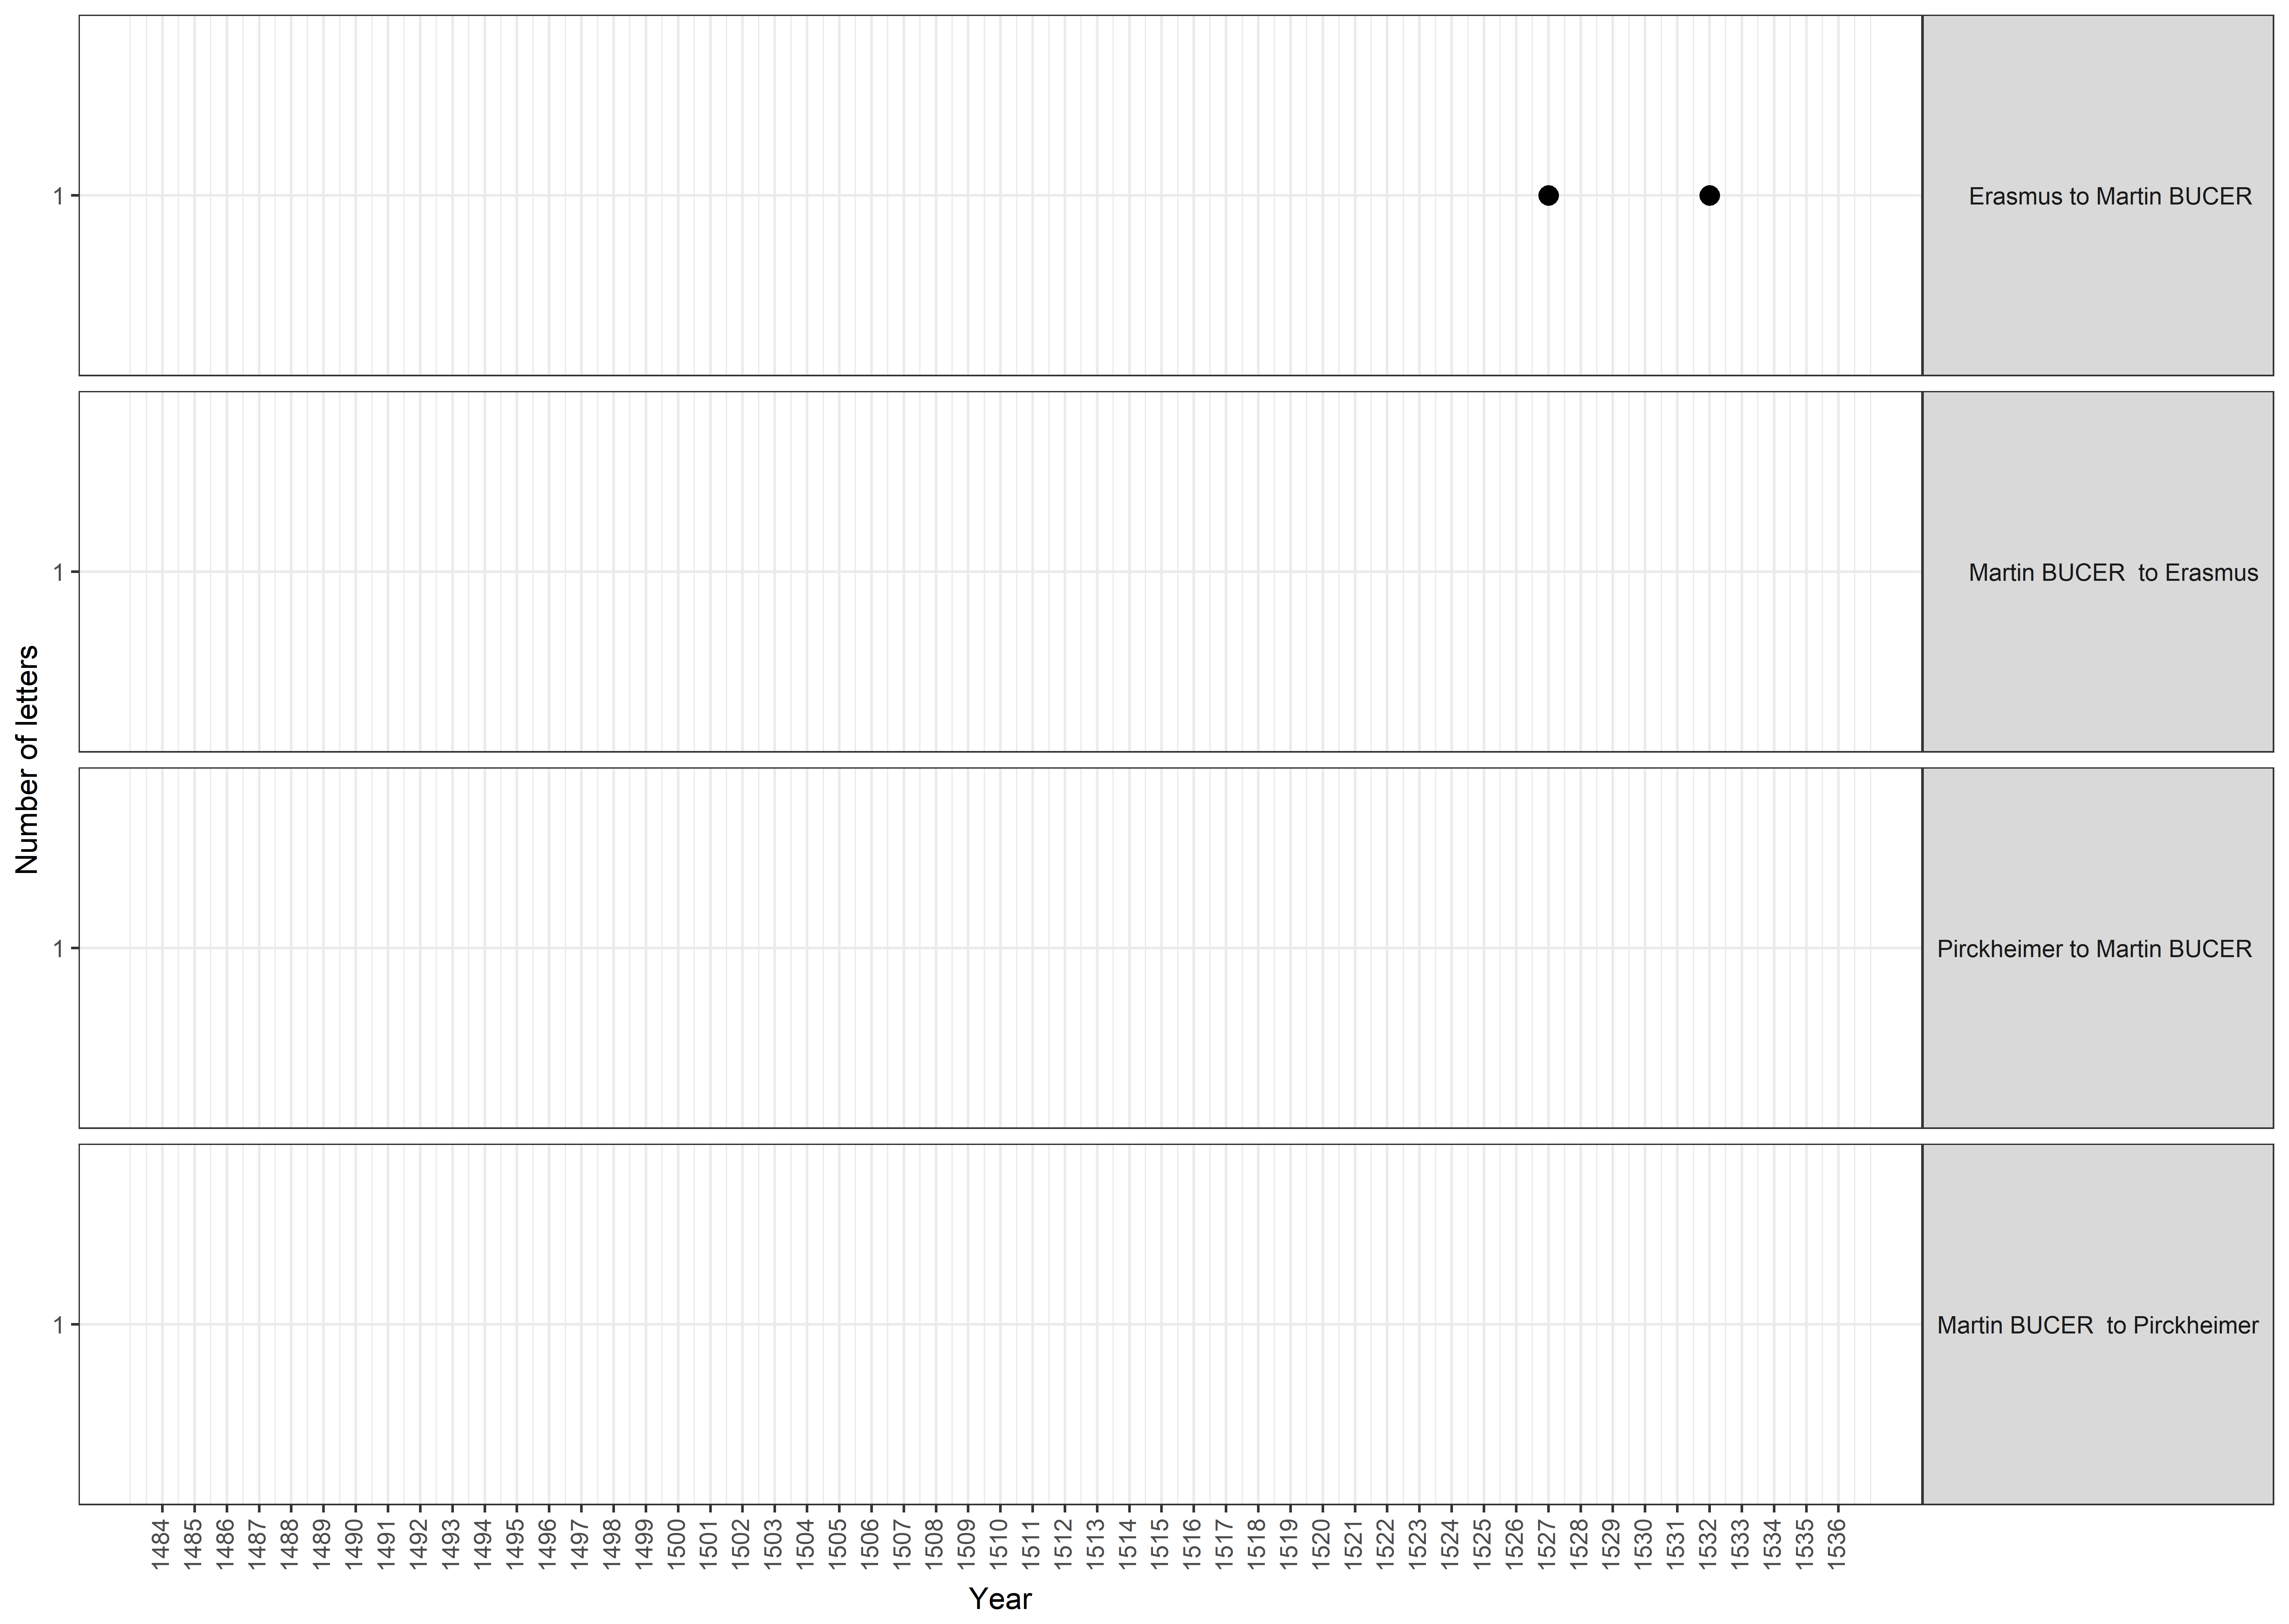 Number of letters
1
Erasmus to Martin BUCER
1
Martin BUCER  to Erasmus
1
Pirckheimer to Martin BUCER
1
Martin BUCER  to Pirckheimer
1484 1485 1486 1487 1488 1489 1490 1491 1492 1493 1494 1495 1496 1497 1498 1499 1500 1501 1502 1503 1504 1505 1506 1507 1508 1509 1510 1511 1512 1513 1514 1515 1516 1517 1518 1519 1520 1521 1522 1523 1524 1525 1526 1527 1528 1529 1530 1531 1532 1533 1534 1535 1536
Year